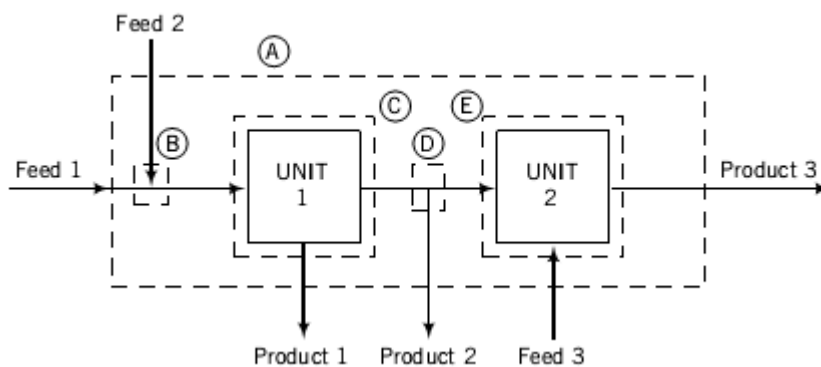 Feed 2
A
C
E
B
D
Feed 1
UNIT
1
UNIT
2
Product 3
Product 1
Product 2
Feed 3